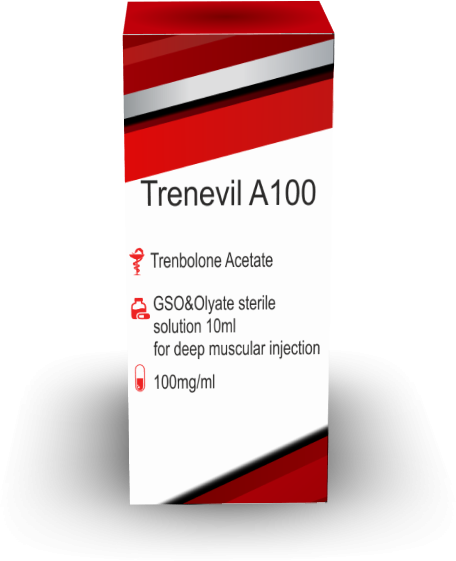 Trenevil A100
Trenbolone Acetate
GSO&Olyate sterile
solution 10ml
for deep muscular injection
100mg/ml